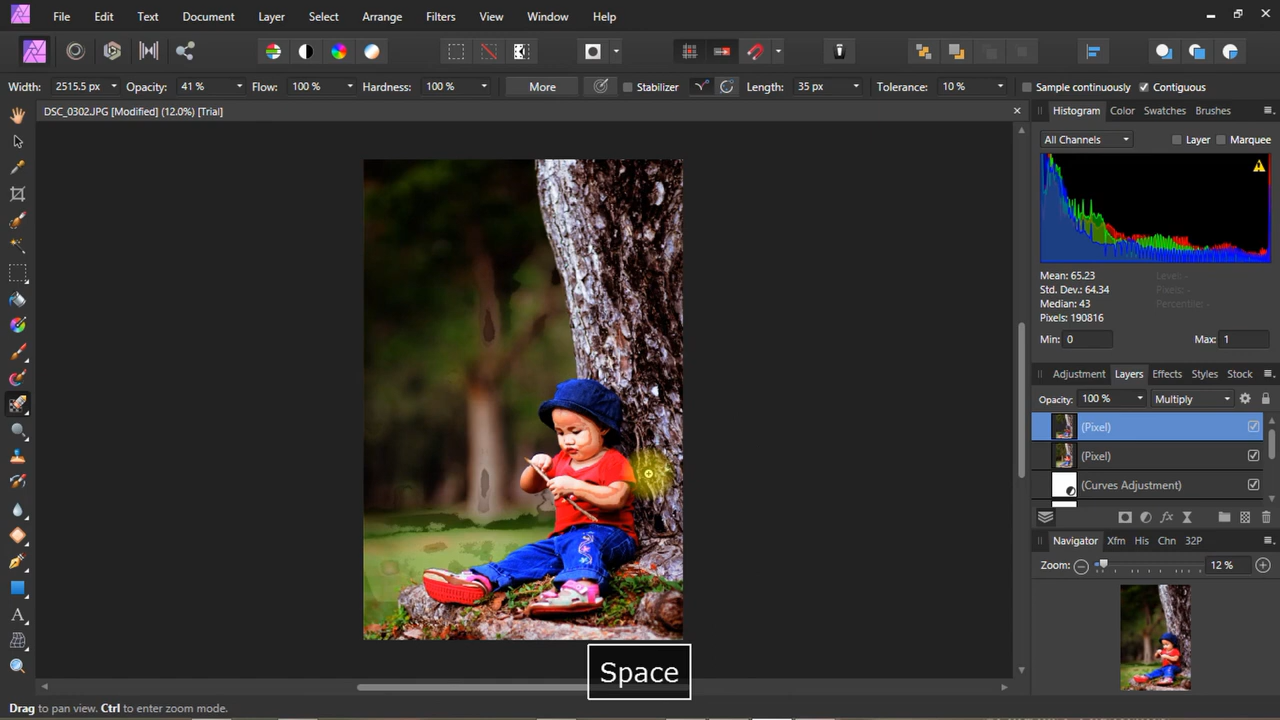 File Edit Text Document Layer Select Arrange Filters View Window Help
Width: 2515.5 px Opacity: 41 % Flow: 100 % Hardness: 100 % More Stabilizer Length: 35 px Tolerance: 10 % Sample continuously Contiguous
DSC_0302.JPG [Modified] (12.0%) [Trial]
Histogram Color Swatches Brushes
All Channels Layer Marquee
Mean: 65.23 Level: -
Std. Dev.: 64.34 Pixels: -
Median: 43 Percentile: -
Pixels: 190816
Min: 0 Max: 1
Adjustment Layers Effects Styles Stock
Opacity: 100 % Multiply
(Pixel)
(Pixel)
(Curves Adjustment)
Navigator Xfm His Chn 32P
Zoom: 12 %
Space
Drag to pan view. Ctrl to enter zoom mode.